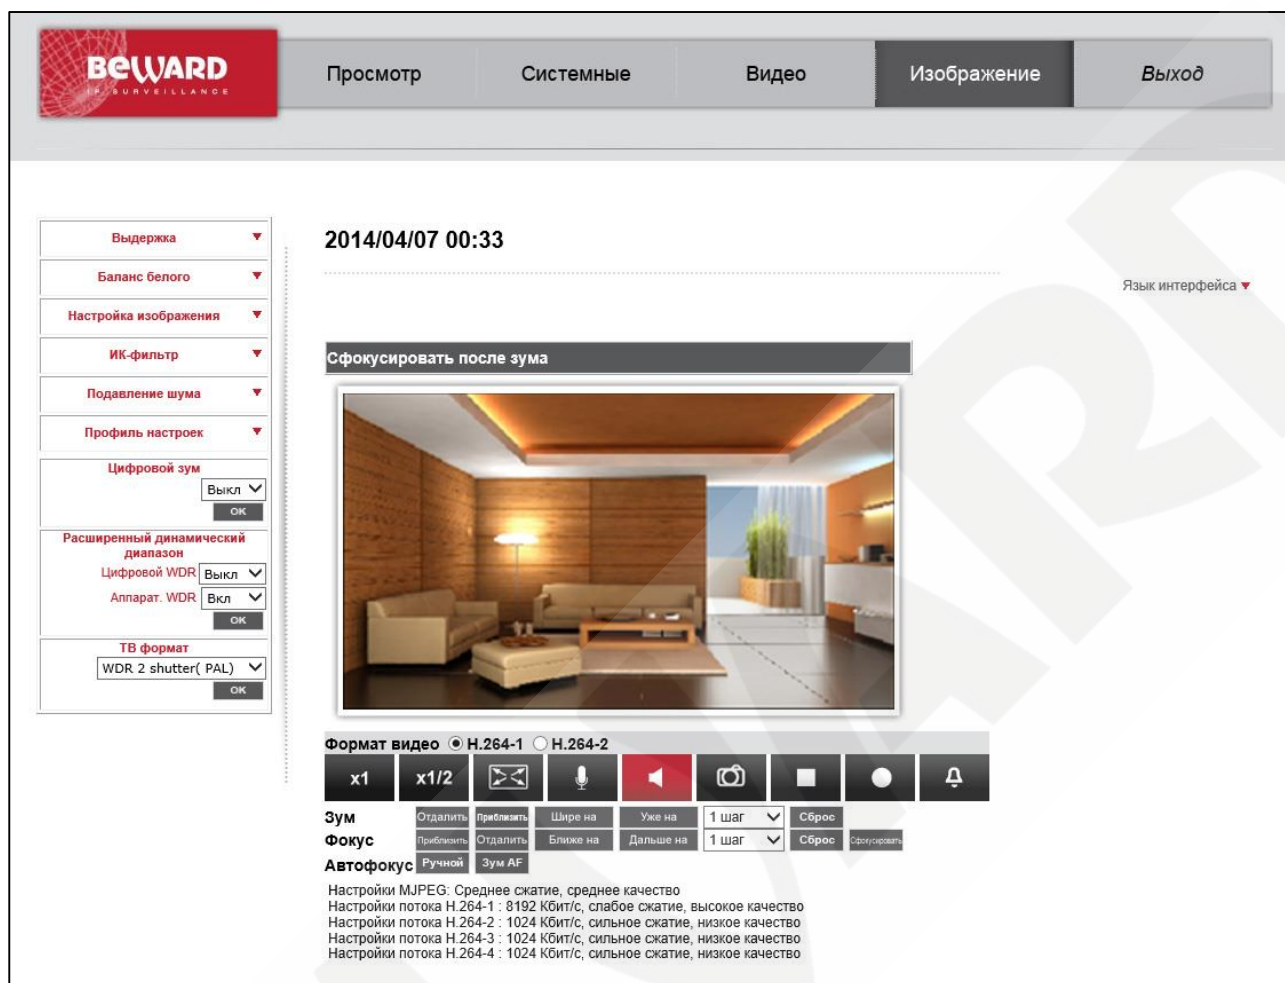 BEWARD
IP SURVEILLANCE
Просмотр
Системные
Видео
Изображение
Выход
Выдержка
Баланс белого
Настройка изображения
ИК-фильтр
Подавление шума
Профиль настроек
Цифровой зум
Выкл
OK
Расширенный динамический
диапазон
Цифровой WDR Выкл
Аппарат. WDR Вкл
OK
ТВ формат
WDR 2 shutter( PAL)
OK
2014/04/07 00:33
Язык интерфейса
Сфокусировать после зума
Формат видео H.264-1 H.264-2
x1 x1/2
Зум Отдалить Приблизить Шире на Уже на 1 шаг Сброс
Фокус Приблизить Отдалить Ближе на Дальше на 1 шаг Сброс Сфокусировать
Автофокус Ручной Зум AF
Настройки MJPEG: Среднее сжатие, среднее качество
Настройки потока H.264-1 : 8192 Кбит/с, слабое сжатие, высокое качество
Настройки потока H.264-2 : 1024 Кбит/с, сильное сжатие, низкое качество
Настройки потока H.264-3 : 1024 Кбит/с, сильное сжатие, низкое качество
Настройки потока H.264-4 : 1024 Кбит/с, сильное сжатие, низкое качество